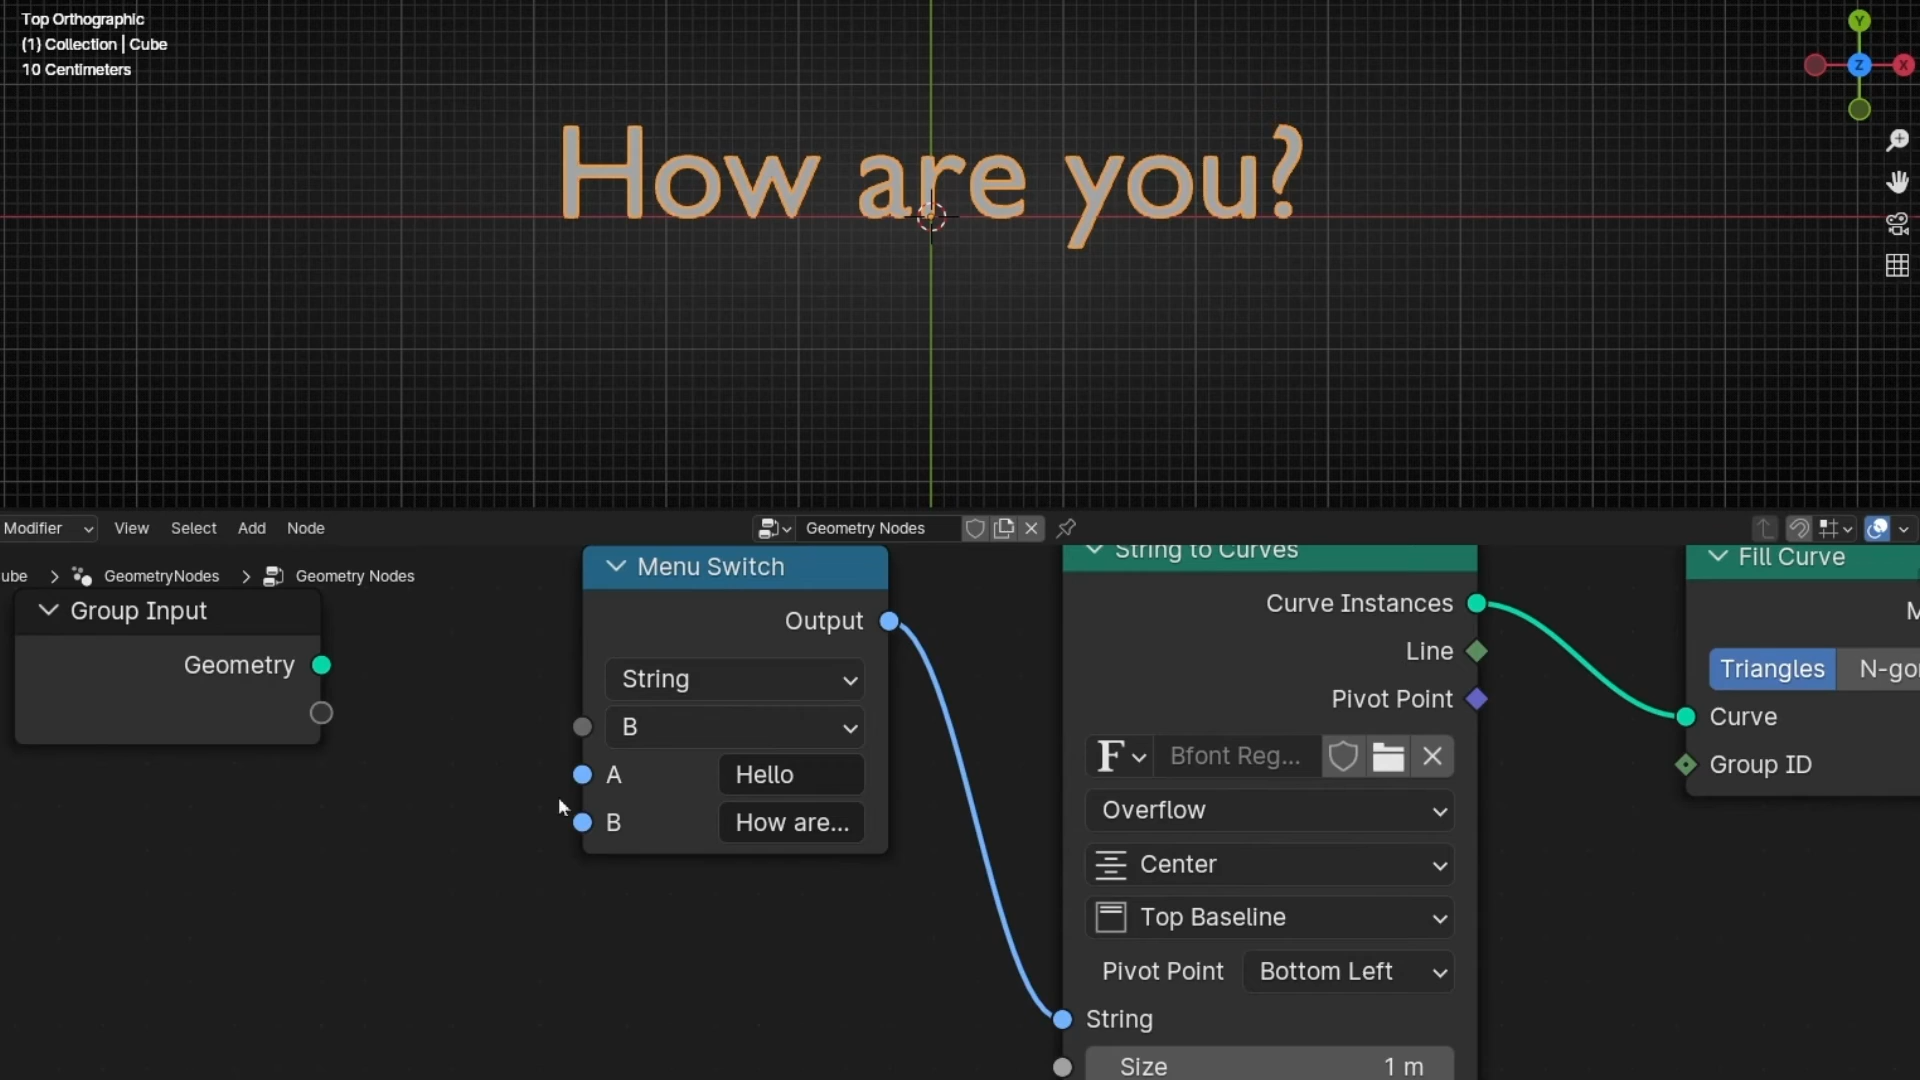 Top Orthographic
(1) Collection | Cube
10 Centimeters
Y
Z
X
How are you?
Modifier
View
Select
Add
Node
Geometry Nodes
ube > GeometryNodes > Geometry Nodes
Group Input
Geometry
Menu Switch
Output
String
B
A Hello
B How are...
String to Curves
Curve Instances
Line
Pivot Point
F Bfont Reg...
Overflow
Center
Top Baseline
Pivot Point Bottom Left
String
Size 1 m
Fill Curve
M
Triangles N-go
Curve
Group ID